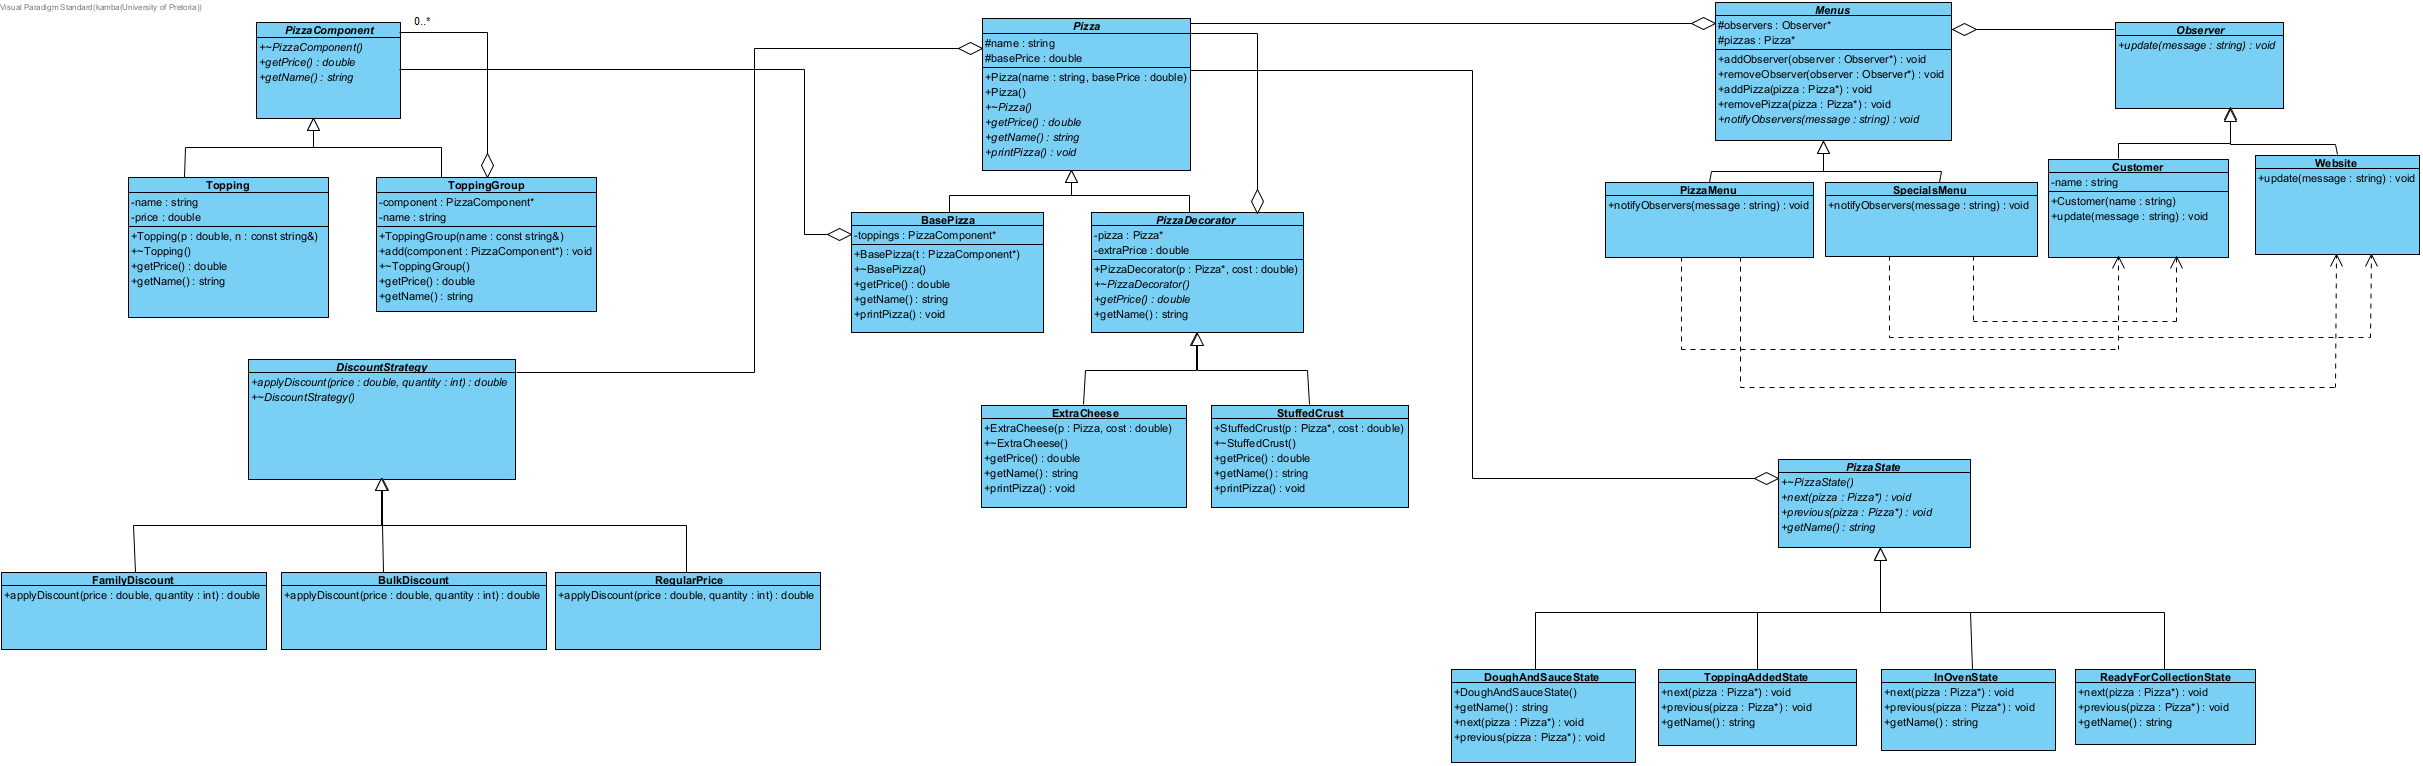 Visual Paradigm Standard(kamba(University of Pretoria))
PizzaComponent
+~PizzaComponent()
+getPrice() : double
+getName() : string
0..*
Topping
-name : string
-price : double
+Topping(p : double, n : const string&)
+~Topping()
+getPrice() : double
+getName() : string
ToppingGroup
-component : PizzaComponent*
-name : string
+ToppingGroup(name : const string&)
+add(component : PizzaComponent*) : void
+~ToppingGroup()
+getPrice() : double
+getName() : string
Pizza
#name : string
#basePrice : double
+Pizza(name : string, basePrice : double)
+Pizza()
+~Pizza()
+getPrice() : double
+getName() : string
+printPizza() : void
BasePizza
-toppings : PizzaComponent*
+BasePizza(t : PizzaComponent*)
+~BasePizza()
+getPrice() : double
+getName() : string
+printPizza() : void
PizzaDecorator
-pizza : Pizza*
-extraPrice : double
+PizzaDecorator(p : Pizza*, cost : double)
+~PizzaDecorator()
+getPrice() : double
+getName() : string
ExtraCheese
+ExtraCheese(p : Pizza, cost : double)
+~ExtraCheese()
+getPrice() : double
+getName() : string
+printPizza() : void
StuffedCrust
+StuffedCrust(p : Pizza*, cost : double)
+~StuffedCrust()
+getPrice() : double
+getName() : string
+printPizza() : void
Menus
#observers : Observer*
#pizzas : Pizza*
+addObserver(observer : Observer*) : void
+removeObserver(observer : Observer*) : void
+addPizza(pizza : Pizza*) : void
+removePizza(pizza : Pizza*) : void
+notifyObservers(message : string) : void
Observer
+update(message : string) : void
PizzaMenu
+notifyObservers(message : string) : void
SpecialsMenu
+notifyObservers(message : string) : void
Customer
-name : string
+Customer(name : string)
+update(message : string) : void
Website
+update(message : string) : void
DiscountStrategy
+applyDiscount(price : double, quantity : int) : double
+~DiscountStrategy()
FamilyDiscount
+applyDiscount(price : double, quantity : int) : double
BulkDiscount
+applyDiscount(price : double, quantity : int) : double
RegularPrice
+applyDiscount(price : double, quantity : int) : double
PizzaState
+~PizzaState()
+next(pizza : Pizza*) : void
+previous(pizza : Pizza*) : void
+getName() : string
DoughAndSauceState
+DoughAndSauceState()
+getName() : string
+next(pizza : Pizza*) : void
+previous(pizza : Pizza*) : void
ToppingAddedState
+next(pizza : Pizza*) : void
+previous(pizza : Pizza*) : void
+getName() : string
InOvenState
+next(pizza : Pizza*) : void
+previous(pizza : Pizza*) : void
+getName() : string
ReadyForCollectionState
+next(pizza : Pizza*) : void
+previous(pizza : Pizza*) : void
+getName() : string